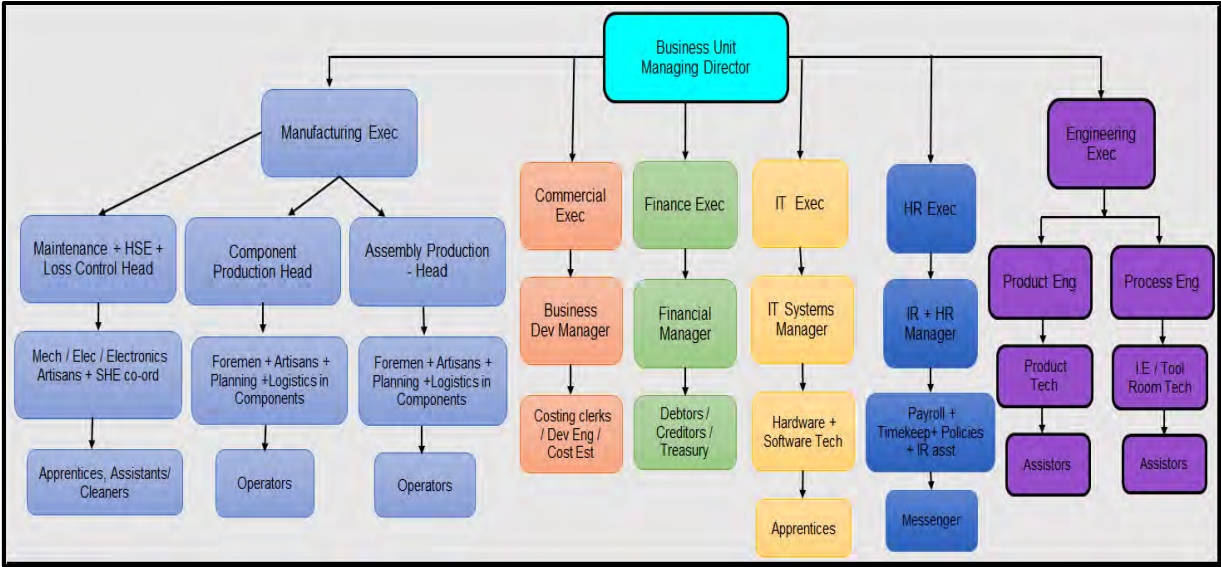 Business Unit
Managing Director
Manufacturing Exec
Engineering
Exec
Commercial
Exec
Finance Exec
IT Exec
HR Exec
Maintenance + HSE +
Loss Control Head
Component
Production Head
Assembly Production
- Head
Product Eng
Process Eng
Business
Dev Manager
Financial
Manager
IT Systems
Manager
IR + HR
Manager
Mech / Elec / Electronics
Artisans + SHE co-ord
Foremen + Artisans +
Planning +Logistics in
Components
Foremen + Artisans +
Planning +Logistics in
Components
Product
Tech
I.E / Tool
Room Tech
Costing clerks
/ Dev Eng /
Cost Est
Debtors /
Creditors /
Treasury
Hardware +
Software Tech
Payroll +
Timekeep+ Policies
+ IR asst
Apprentices, Assistants/
Cleaners
Operators
Operators
Assistors
Assistors
Apprentices
Messenger